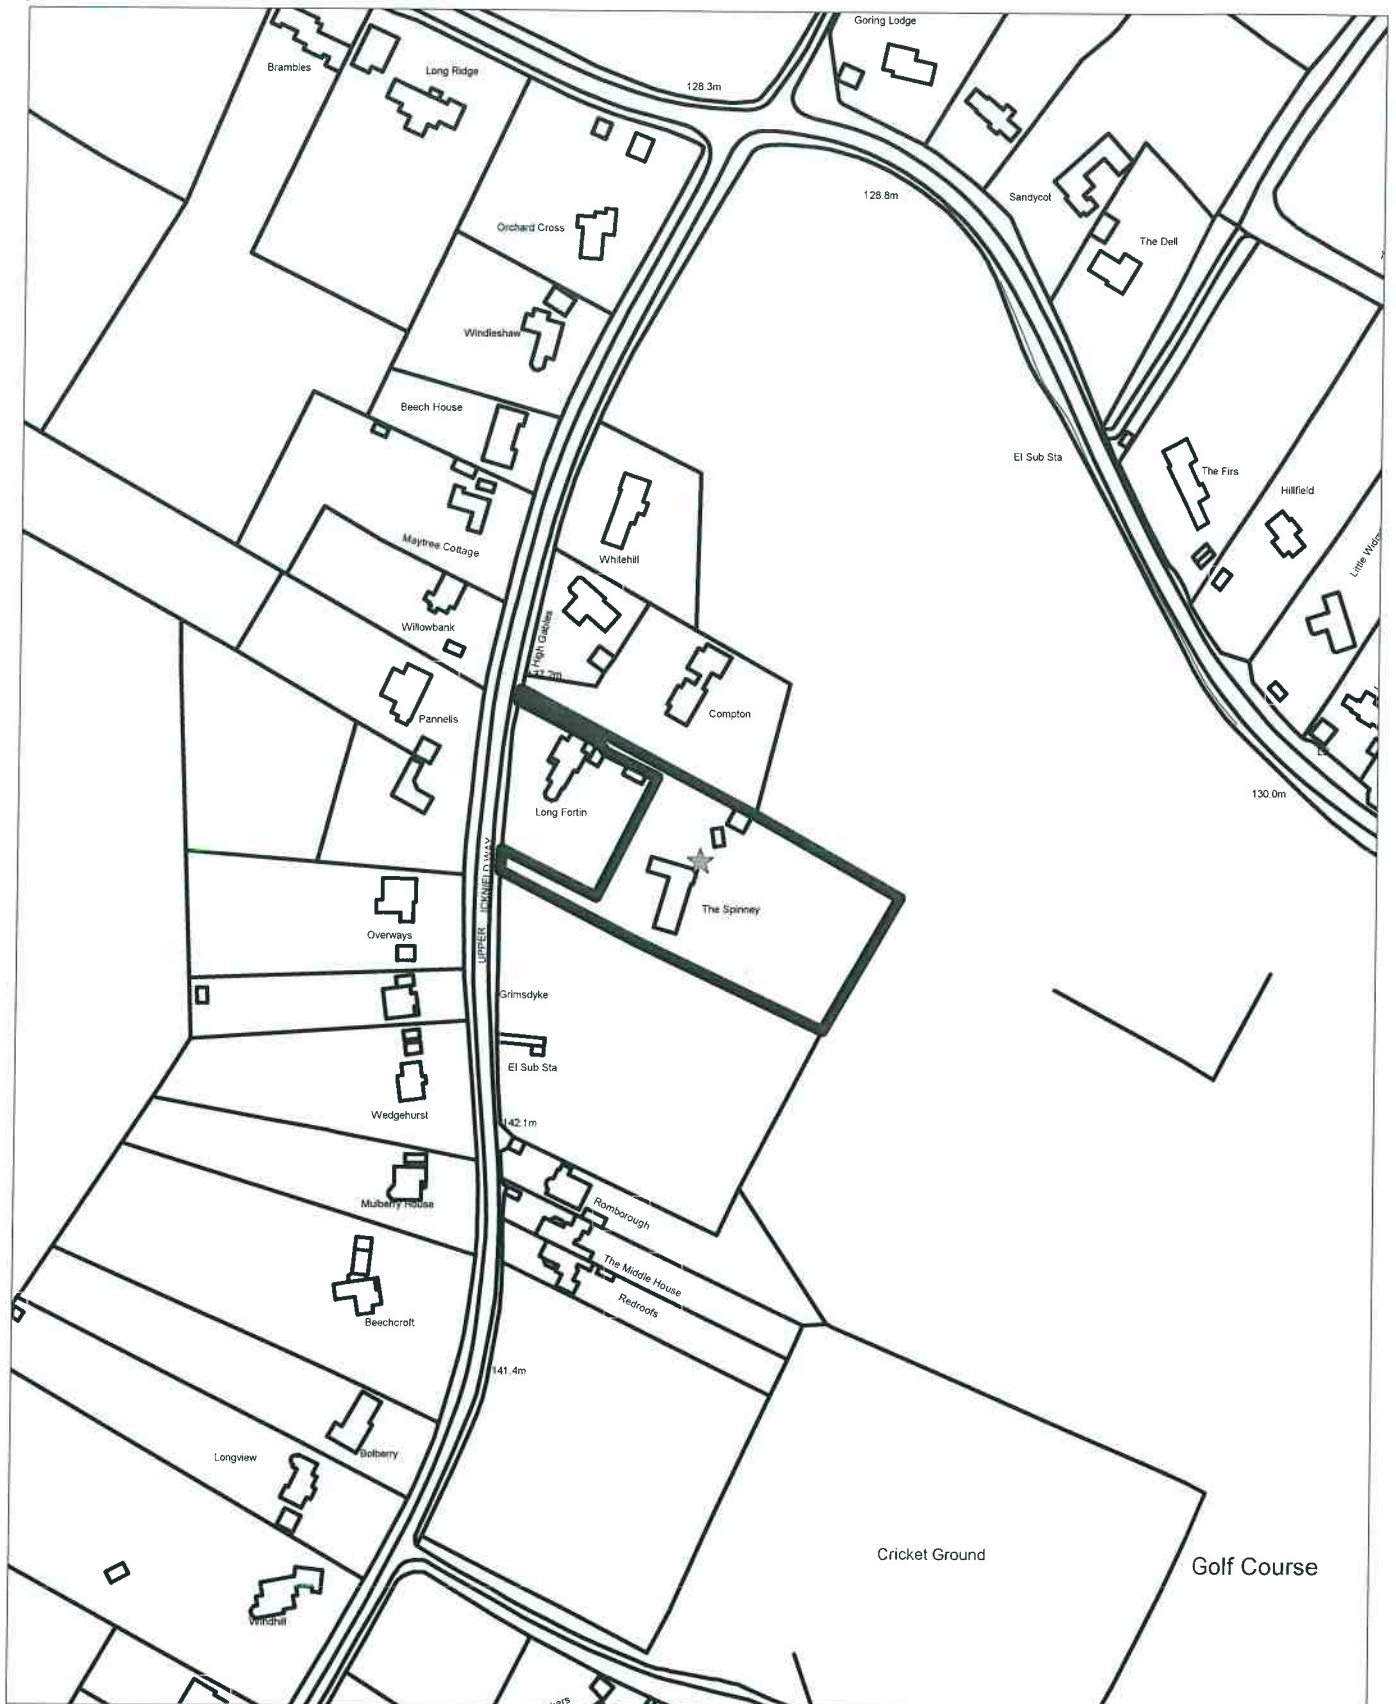 Goring Lodge
Brambles
Long Ridge
128.3m
128.8m
Sandycot
Orchard Cross
The Dell
Windleshaw
Beech House
El Sub Sta
The Firs
Hillfield
Maytree Cottage
Whitehill
Little
Willowbank
High Gables
Pannells
Compton
130.0m
Long Fortin
UPPER ICKNIELD WAY
The Spinney
Overways
Grimsdyke
El Sub Sta
Wedgehurst
142.1m
Mulberry House
Romborough
The Middle House
Redroofs
Beechcroft
141.4m
Bolberry
Longview
Cricket Ground
Golf Course
Windhill